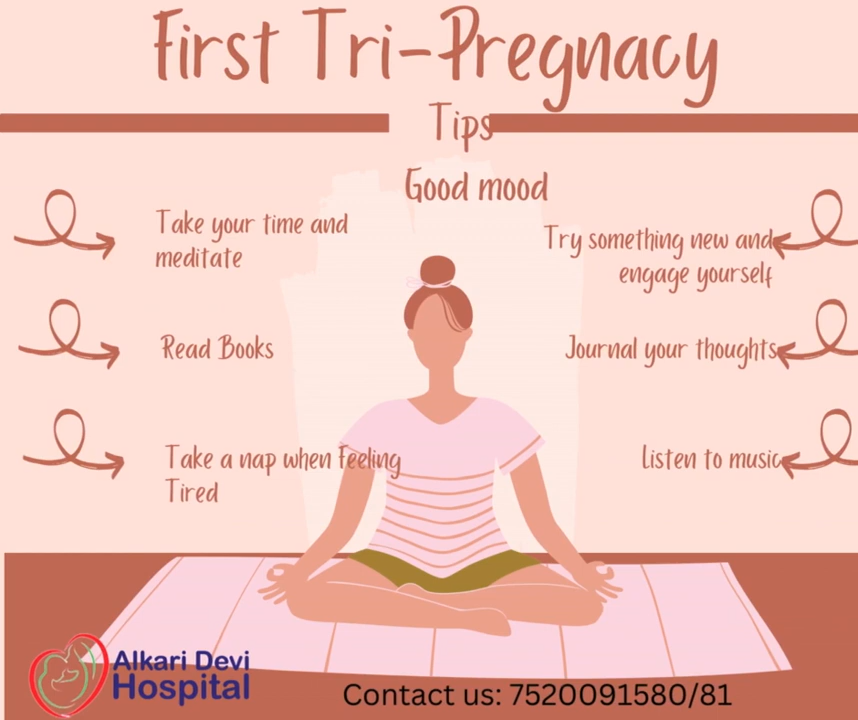 First Tri-Pregnacy
Tips
Good mood
Take your time and
meditate
Read Books
Take a nap when feeling
Tired
Try something new and
engage yourself
Journal your thoughts
Listen to music
Alkari Devi
Hospital
Contact us: 7520091580/81